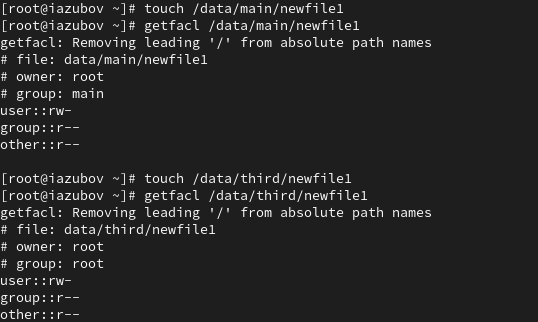 [root@iazubov ~]# touch /data/main/newfile1
[root@iazubov ~]# getfacl /data/main/newfile1
getfacl: Removing leading '/' from absolute path names
# file: data/main/newfile1
# owner: root
# group: main
user::rw-
group::r--
other::r--
[root@iazubov ~]# touch /data/third/newfile1
[root@iazubov ~]# getfacl /data/third/newfile1
getfacl: Removing leading '/' from absolute path names
# file: data/third/newfile1
# owner: root
# group: root
user::rw-
group::r--
other::r--